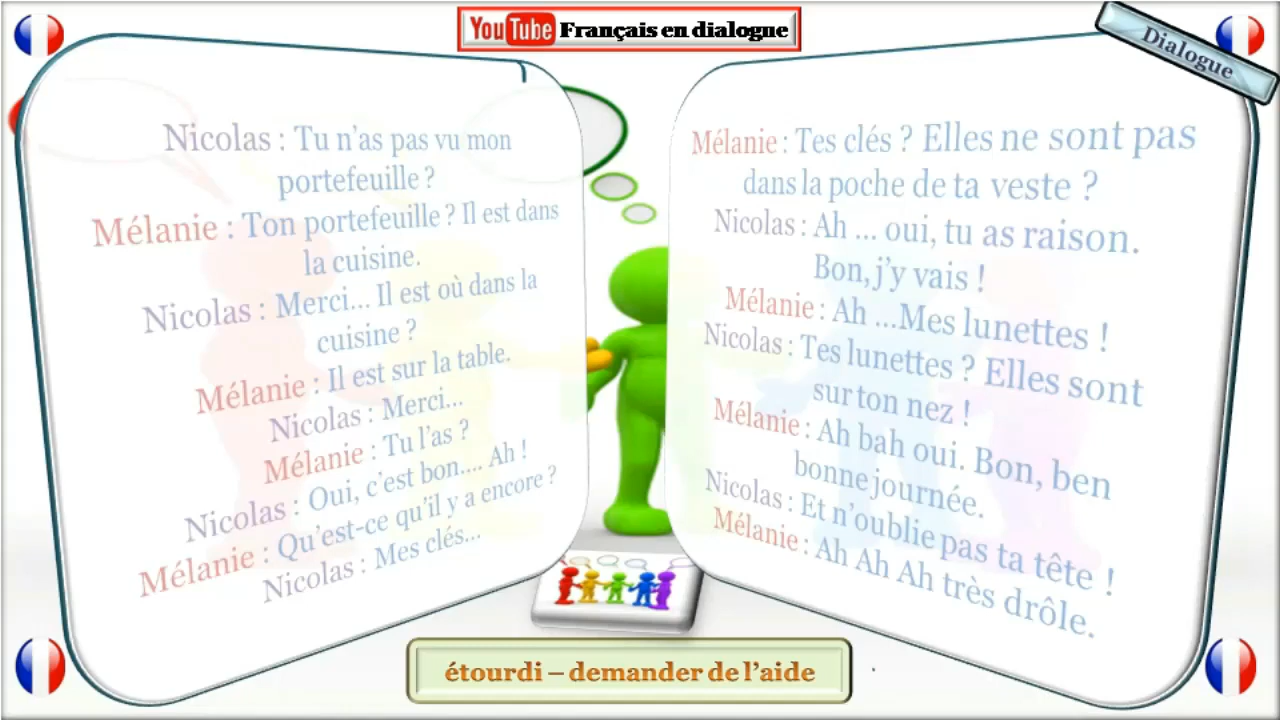 YouTube Français en dialogue
Dialogue
Nicolas : Tu n'as pas vu mon
portefeuille ?
Mélanie : Ton portefeuille ? Il est dans
la cuisine.
Nicolas : Merci... Il est où dans la
cuisine ?
Mélanie : Il est sur la table.
Nicolas : Merci...
Mélanie : Tu l'as ?
Nicolas : Oui, c'est bon.... Ah !
Mélanie : Qu'est-ce qu'il y a encore ?
Nicolas : Mes clés...
Mélanie : Tes clés ? Elles ne sont pas
dans la poche de ta veste ?
Nicolas : Ah ... oui, tu as raison.
Bon, j'y vais !
Mélanie : Ah ...Mes lunettes !
Nicolas : Tes lunettes ? Elles sont
sur ton nez !
Mélanie : Ah bah oui. Bon, ben
bonne journée.
Nicolas : Et n'oublie pas ta tête !
Mélanie : Ah Ah Ah très drôle.
étourdi – demander de l'aide